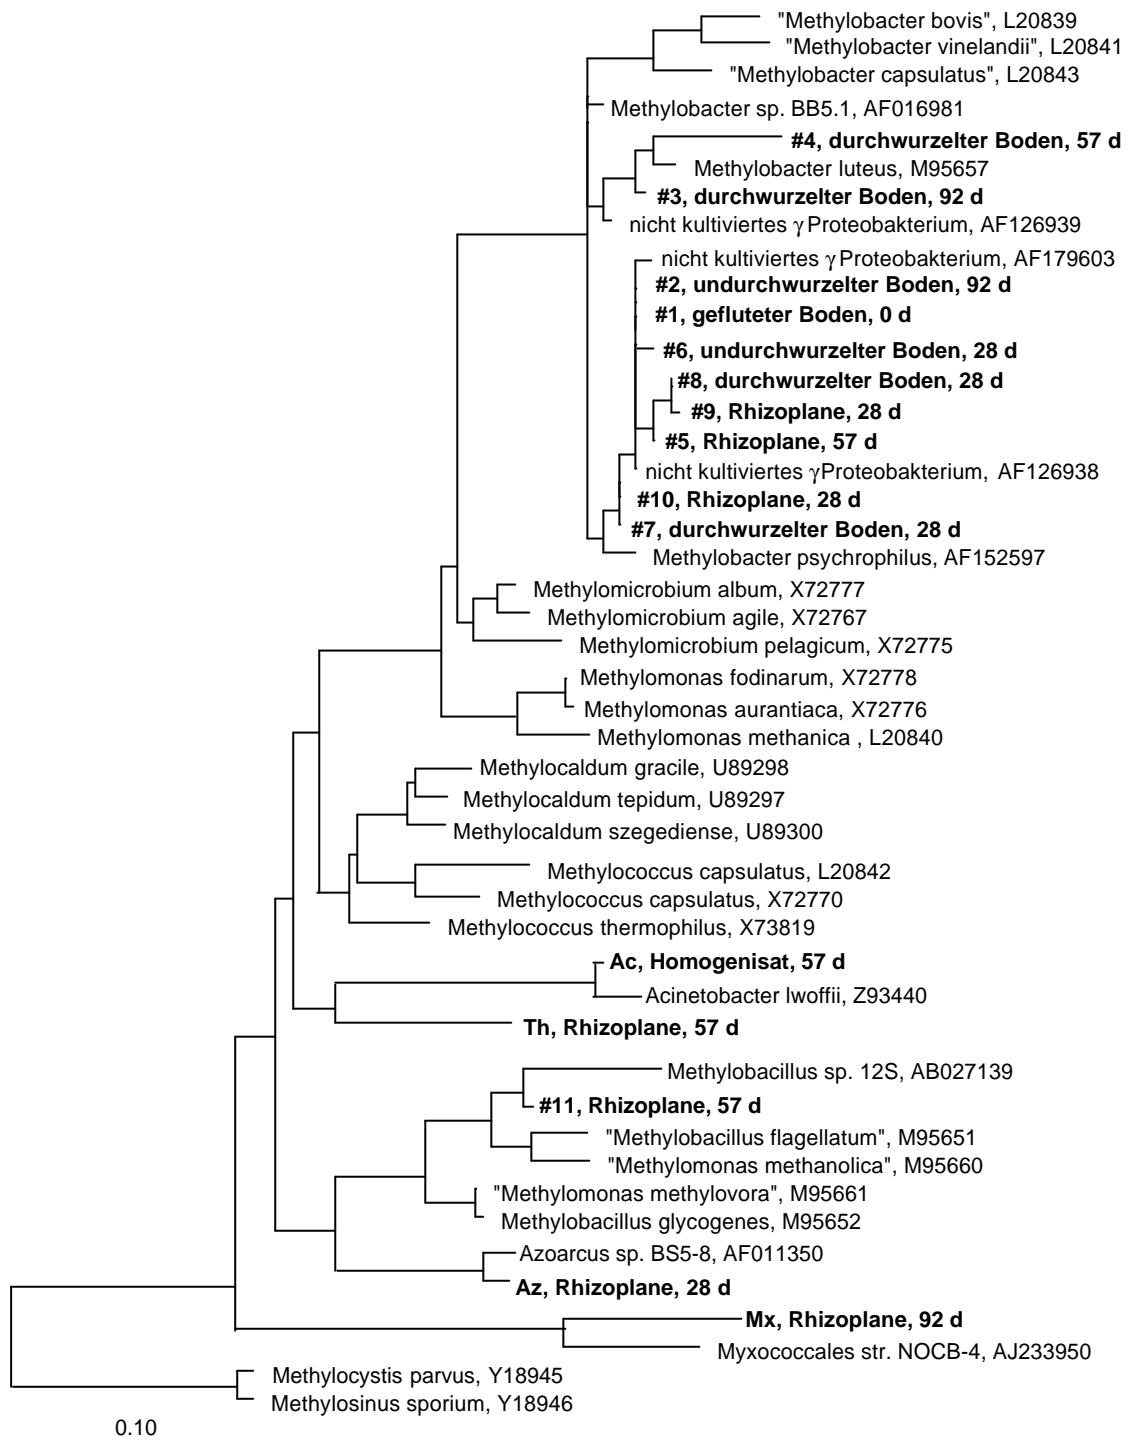 "Methylobacter bovis", L20839
"Methylobacter vinelandii", L20841
"Methylobacter capsulatus", L20843
Methylobacter sp. BB5.1, AF016981
#4, durchwurzelter Boden, 57 d
Methylobacter luteus, M95657
#3, durchwurzelter Boden, 92 d
nicht kultiviertes γ Proteobakterium, AF126939
nicht kultiviertes γ Proteobakterium, AF179603
#2, undurchwurzelter Boden, 92 d
#1, gefluteter Boden, 0 d
#6, undurchwurzelter Boden, 28 d
#8, durchwurzelter Boden, 28 d
#9, Rhizoplane, 28 d
#5, Rhizoplane, 57 d
nicht kultiviertes γProteobakterium, AF126938
#10, Rhizoplane, 28 d
#7, durchwurzelter Boden, 28 d
Methylobacter psychrophilus, AF152597
Methylomicrobium album, X72777
Methylomicrobium agile, X72767
Methylomicrobium pelagicum, X72775
Methylomonas fodinarum, X72778
Methylomonas aurantiaca, X72776
Methylomonas methanica , L20840
Methylocaldum gracile, U89298
Methylocaldum tepidum, U89297
Methylocaldum szegediense, U89300
Methylococcus capsulatus, L20842
Methylococcus capsulatus, X72770
Methylococcus thermophilus, X73819
Ac, Homogenisat, 57 d
Acinetobacter lwoffii, Z93440
Th, Rhizoplane, 57 d
Methylobacillus sp. 12S, AB027139
#11, Rhizoplane, 57 d
"Methylobacillus flagellatum", M95651
"Methylomonas methanolica", M95660
"Methylomonas methylovora", M95661
Methylobacillus glycogenes, M95652
Azoarcus sp. BS5-8, AF011350
Az, Rhizoplane, 28 d
Mx, Rhizoplane, 92 d
Myxococcales str. NOCB-4, AJ233950
Methylocystis parvus, Y18945
Methylosinus sporium, Y18946
0.10